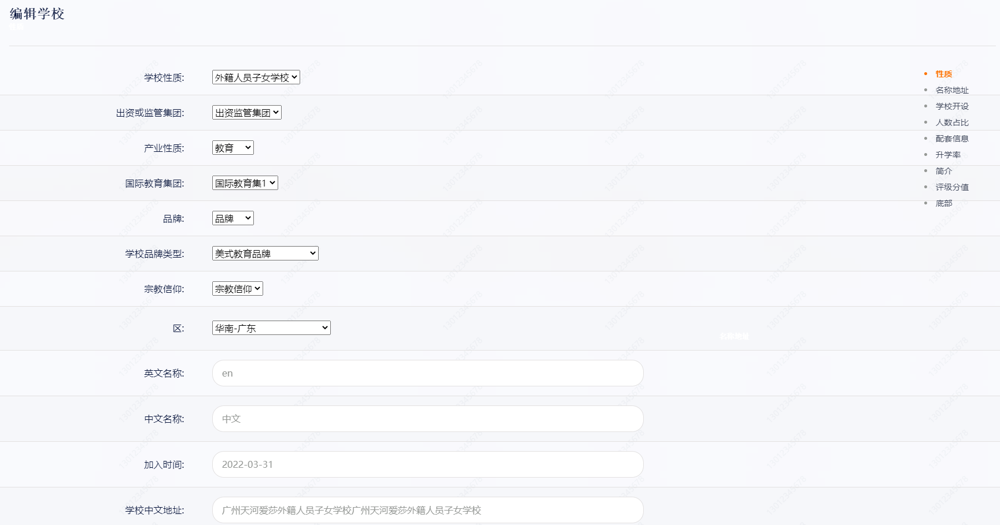 编辑学校
性质
学校性质: 外籍人员子女学校
性质
名称地址
出资或监管集团: 出资监管集团
学校开设
人数占比
产业性质: 教育
配套信息
升学率
国际教育集团: 国际教育集1
简介
评级分值
底部
品牌: 品牌
学校品牌类型: 美式教育品牌
宗教信仰: 宗教信仰
区: 华南-广东
名称地址
英文名称: en
中文名称: 中文
加入时间: 2022-03-31
学校中文地址: 广州天河爱莎外籍人员子女学校广州天河爱莎外籍人员子女学校
13012345678